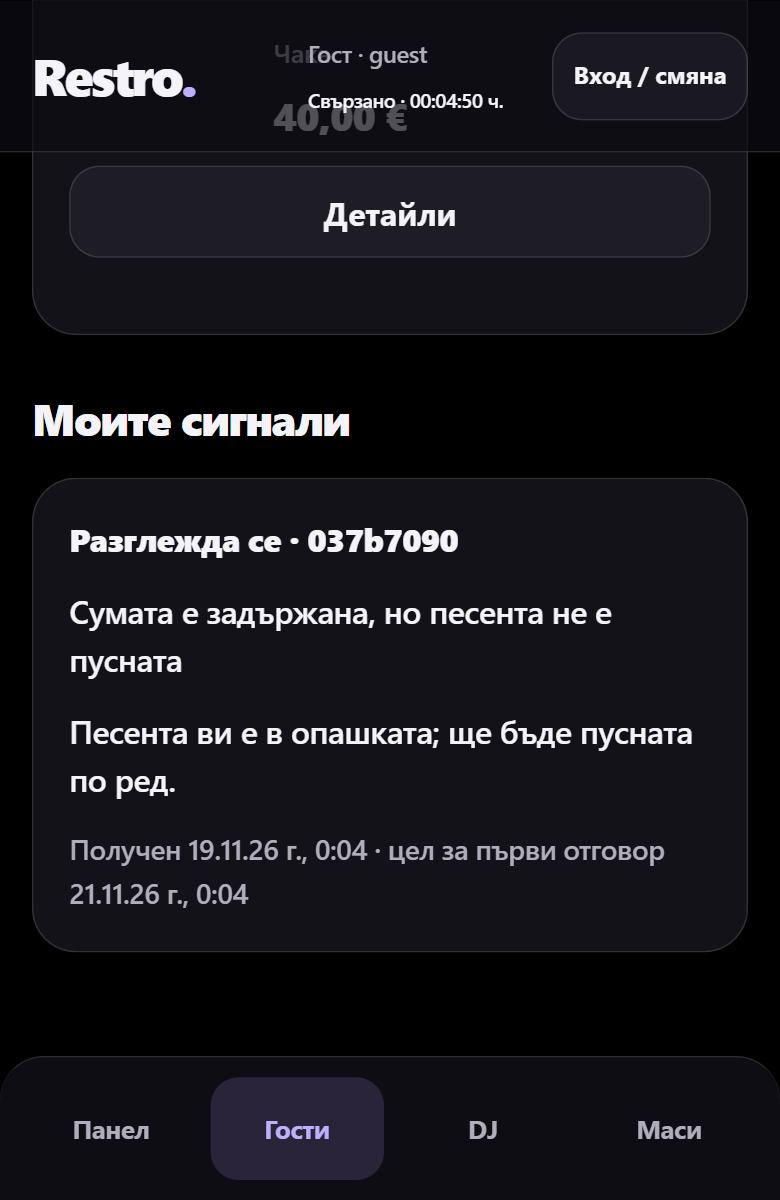 Restro.
Гост · guest
Свързано · 00:04:50 ч.
40,00 €
Вход / смяна
Детайли
Моите сигнали
Разглежда се · 037b7090
Сумата е задържана, но песента не е
пусната
Песента ви е в опашката; ще бъде пусната
по ред.
Получен 19.11.26 г., 0:04 · цел за първи отговор
21.11.26 г., 0:04
Панел
Гости
DJ
Маси